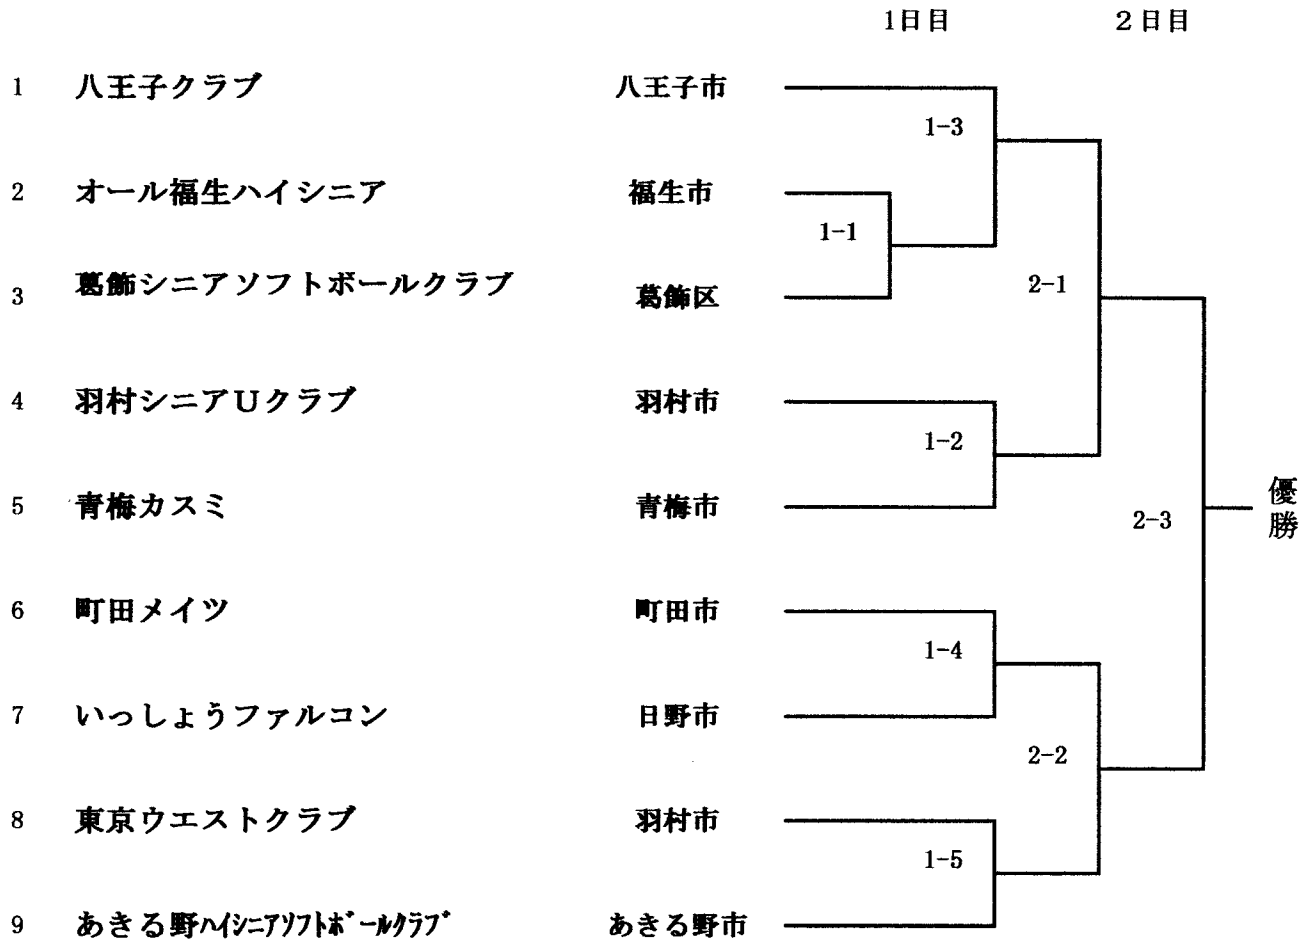 1日目 2日目
1 八王子クラブ 八王子市
1-3
2 オール福生ハイシニア 福生市
1-1
3 葛飾シニアソフトボールクラブ 葛飾区
2-1
4 羽村シニアUクラブ 羽村市
1-2
5 青梅カスミ 青梅市
2-3
優勝
6 町田メイツ 町田市
1-4
7 いっしょうファルコン 日野市
2-2
8 東京ウエストクラブ 羽村市
1-5
9 あきる野ハイシニアソフトボールクラブ あきる野市